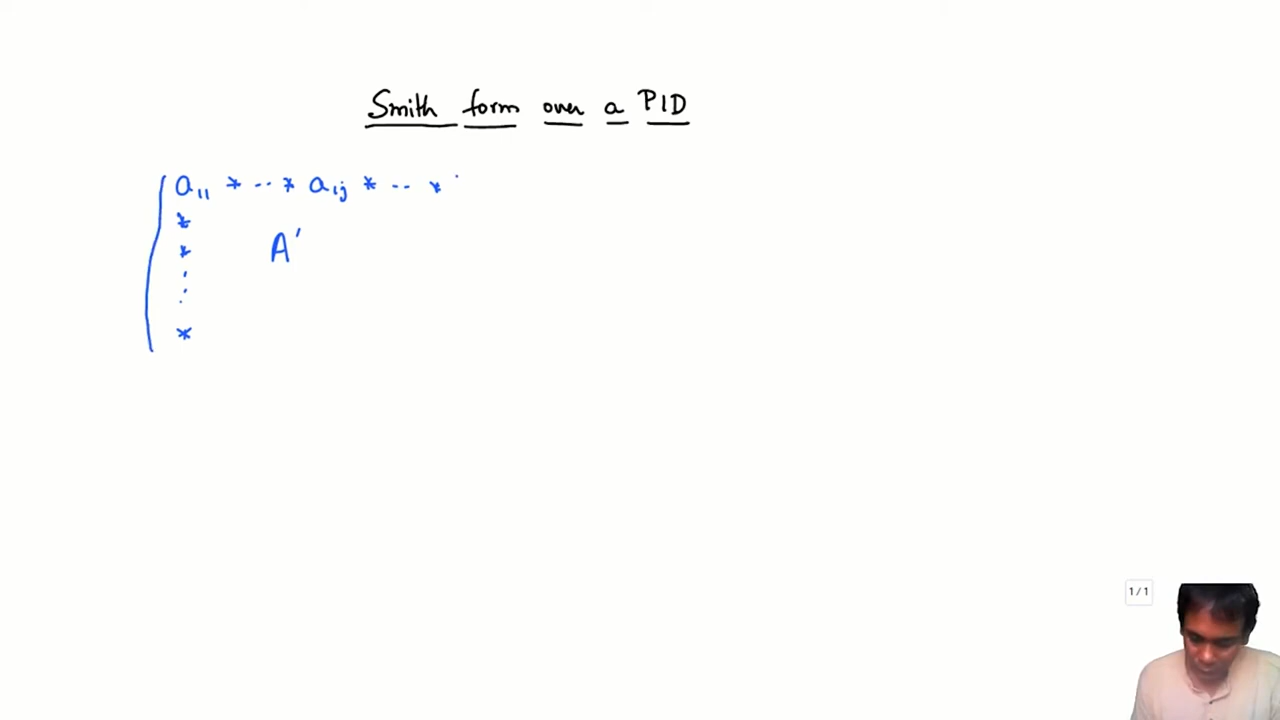 Smith form over a PID
a₁₁ * ·· * a₁ⱼ * ·· *
*
* A'
⋮
*
1 / 1